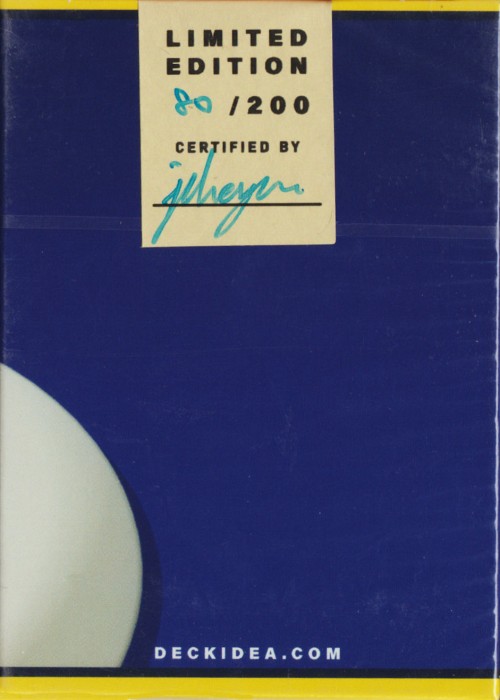 LIMITED
EDITION
80 /200
CERTIFIED BY
DECKIDEA.COM